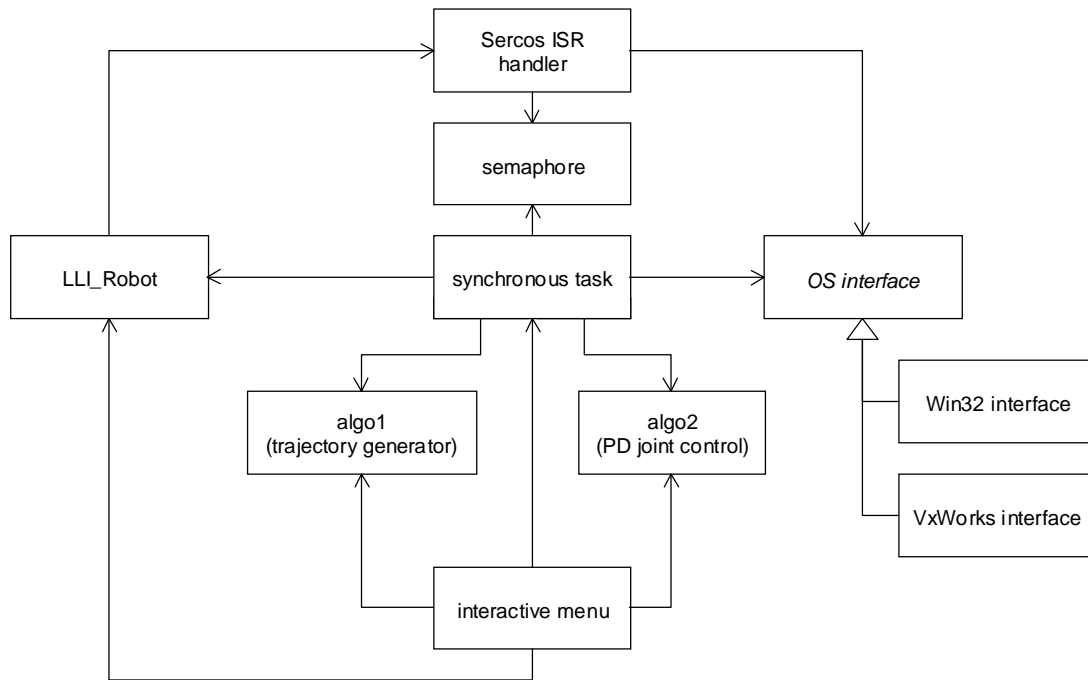 Sercos ISR
handler
semaphore
LLI_Robot
synchronous task
OS interface
algo1
(trajectory generator)
algo2
(PD joint control)
Win32 interface
VxWorks interface
interactive menu